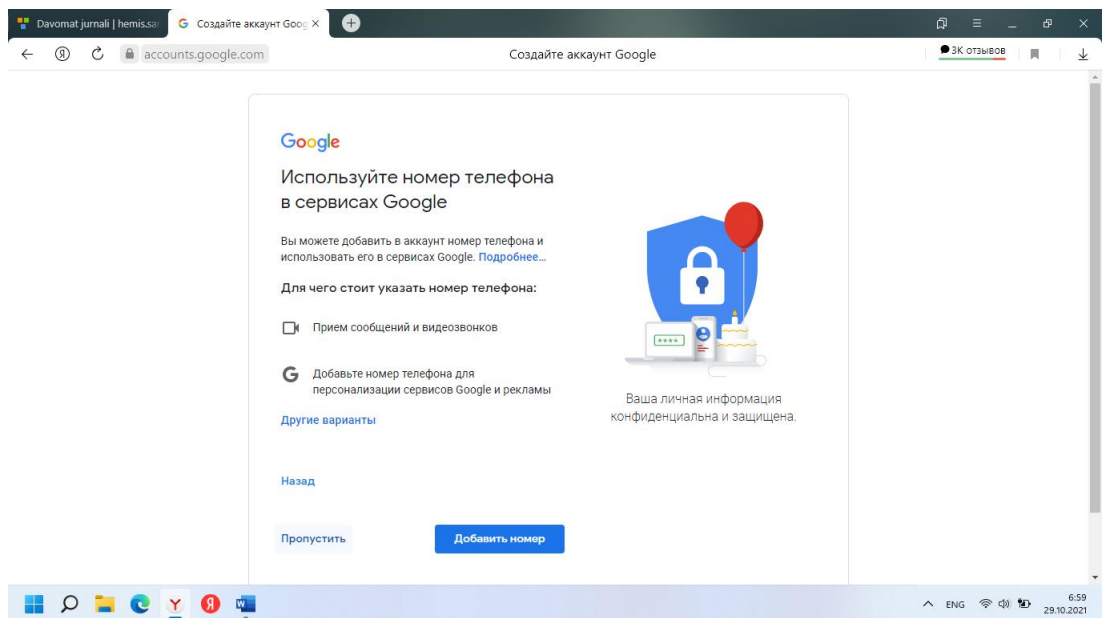 Davomat jurnali | hemis.sa
Создайте аккаунт Goog
accounts.google.com
Создайте аккаунт Google
3K отзывов
Google
Используйте номер телефона
в сервисах Google
Вы можете добавить в аккаунт номер телефона и
использовать его в сервисах Google. Подробнее...
Для чего стоит указать номер телефона:
Прием сообщений и видеозвонков
Добавьте номер телефона для
персонализации сервисов Google и рекламы
Другие варианты
Ваша личная информация
конфиденциальна и защищена.
Назад
Пропустить
Добавить номер
ENG
6:59
29.10.2021